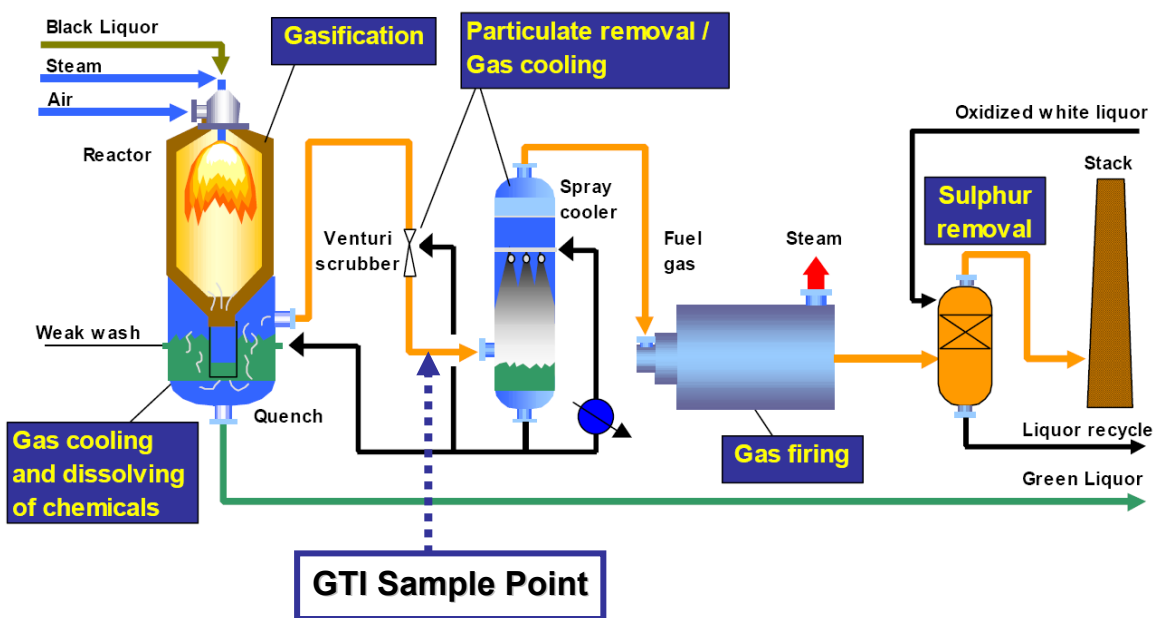 Black Liquor
Steam
Air
Gasification
Particulate removal /
Gas cooling
Reactor
Venturi
scrubber
Spray
cooler
Fuel
gas
Steam
Oxidized white liquor
Stack
Sulphur
removal
Weak wash
Quench
Gas cooling
and dissolving
of chemicals
Gas firing
Liquor recycle
Green Liquor
GTI Sample Point